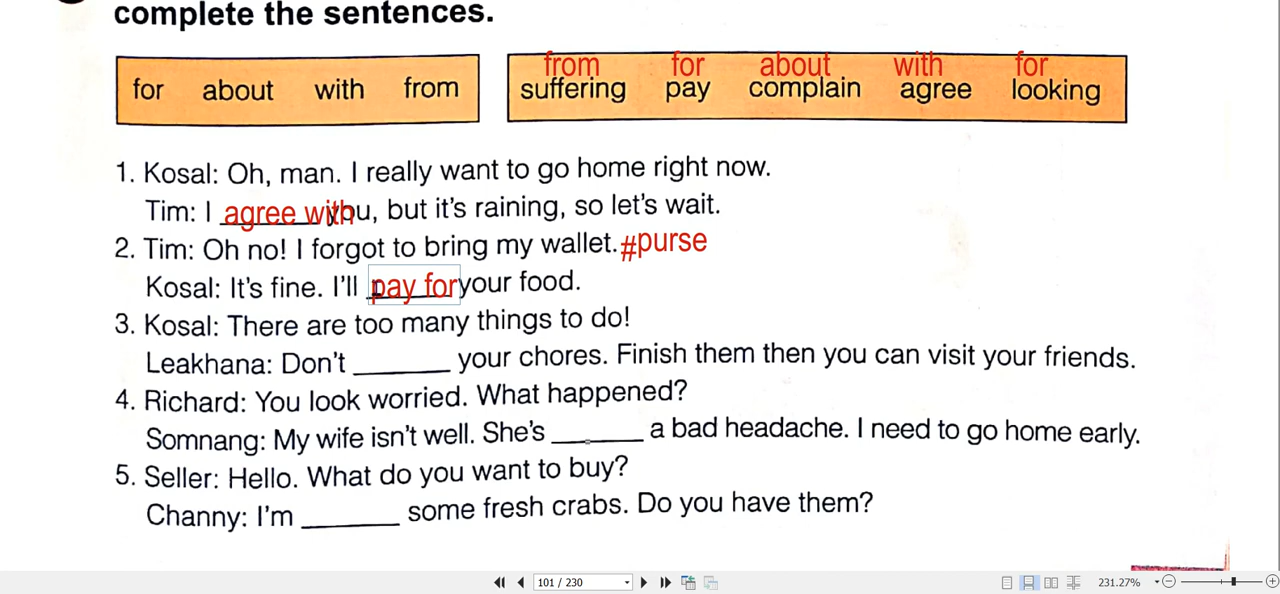 complete the sentences.
for about with from
from for about with for
suffering pay complain agree looking
1. Kosal: Oh, man. I really want to go home right now.
Tim: I agree with you, but it's raining, so let's wait.
2. Tim: Oh no! I forgot to bring my wallet. #purse
Kosal: It's fine. I'll pay for your food.
3. Kosal: There are too many things to do!
Leakhana: Don't _______ your chores. Finish them then you can visit your friends.
4. Richard: You look worried. What happened?
Somnang: My wife isn't well. She's _______ a bad headache. I need to go home early.
5. Seller: Hello. What do you want to buy?
Channy: I'm _______ some fresh crabs. Do you have them?
101 / 230
231.27%